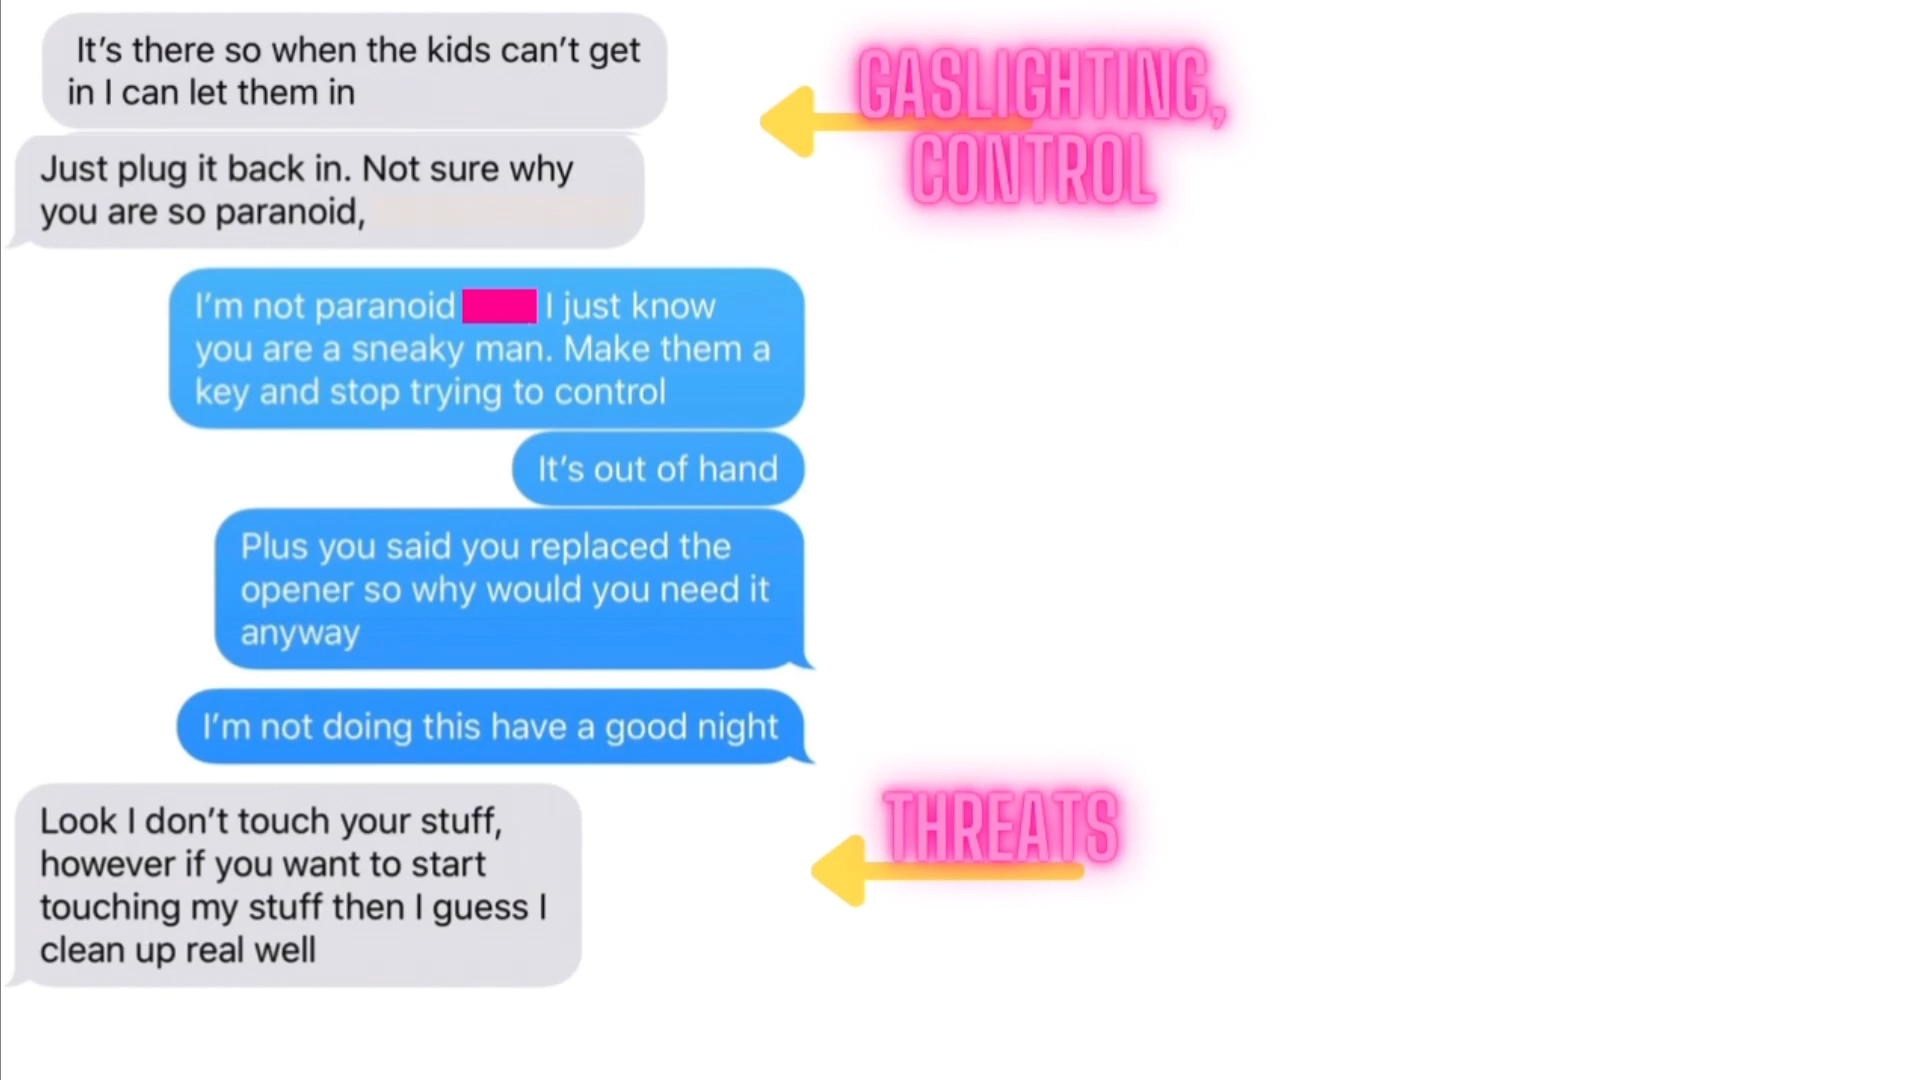 It’s there so when the kids can’t get
in I can let them in
GASLIGHTING,
CONTROL
Just plug it back in. Not sure why
you are so paranoid,
I’m not paranoid I just know
you are a sneaky man. Make them a
key and stop trying to control
It’s out of hand
Plus you said you replaced the
opener so why would you need it
anyway
I’m not doing this have a good night
THREATS
Look I don’t touch your stuff,
however if you want to start
touching my stuff then I guess I
clean up real well